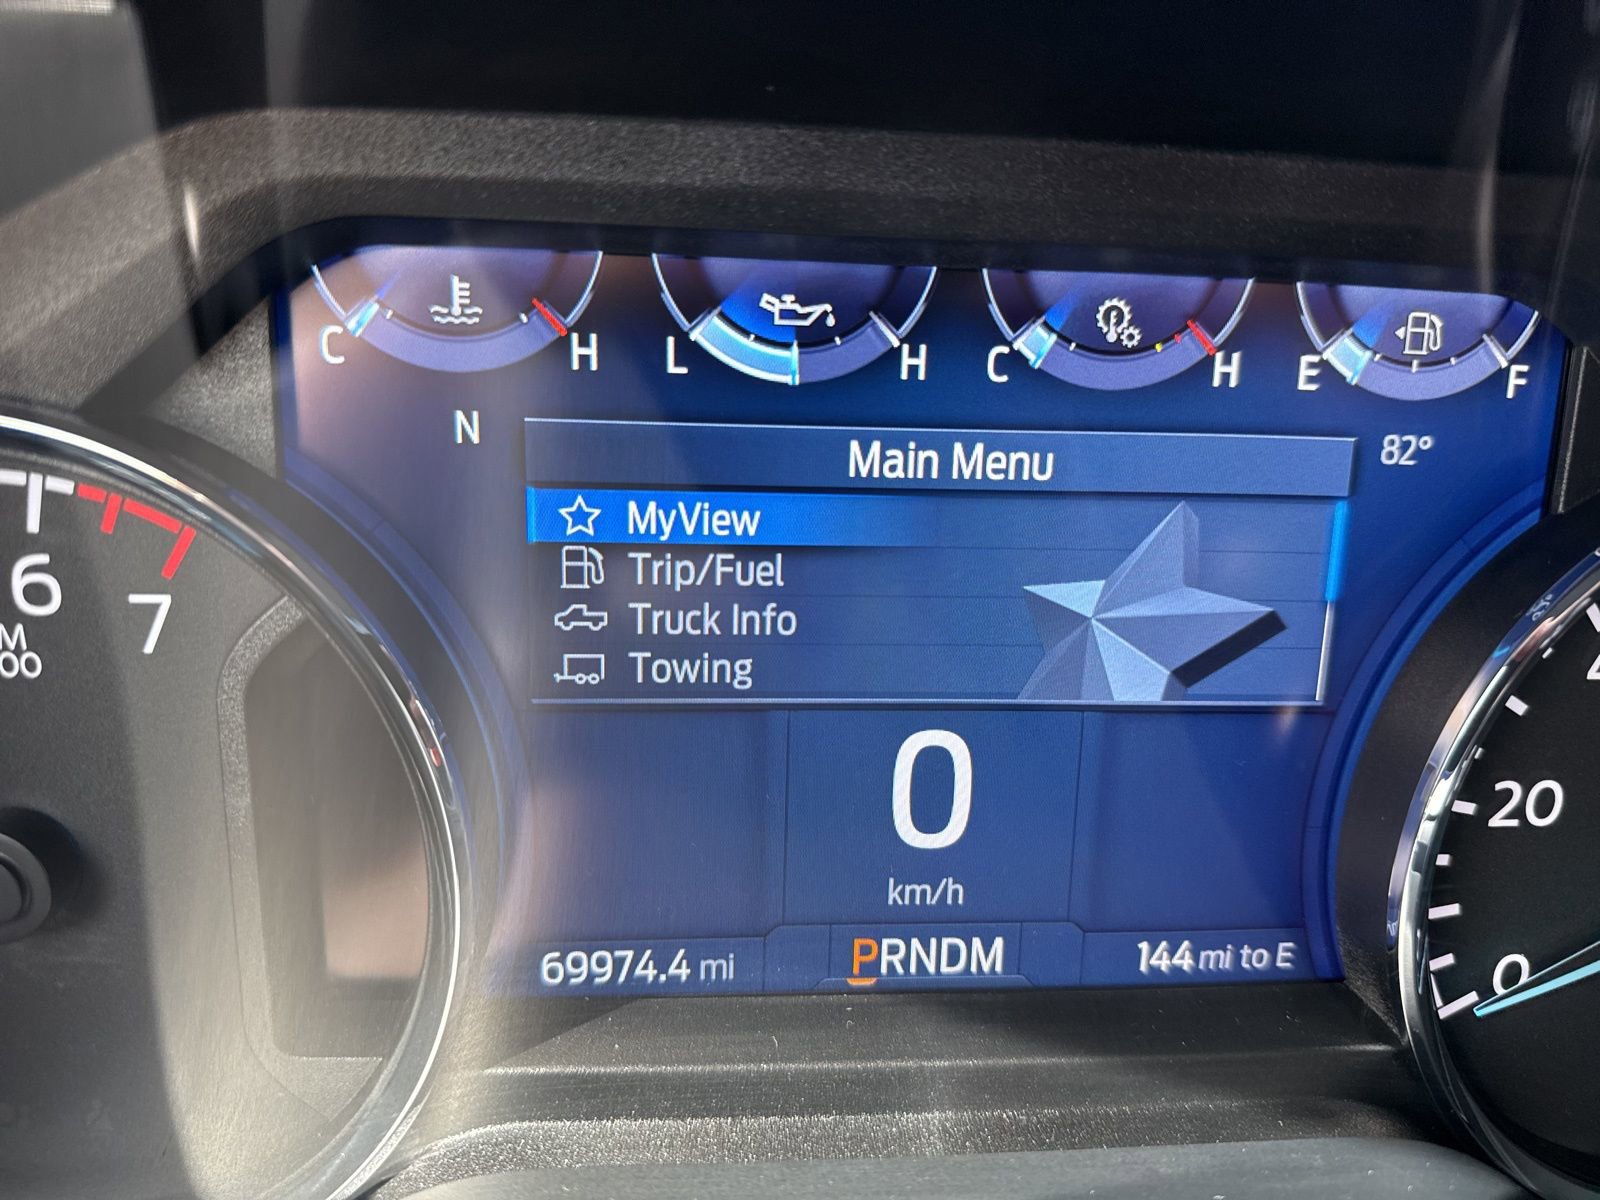 C H
L H
C H
E F
N
82°
Main Menu
MyView
Trip/Fuel
Truck Info
Towing
6
7
0
km/h
20
0
69974.4 mi
PRNDM
144 mi to E